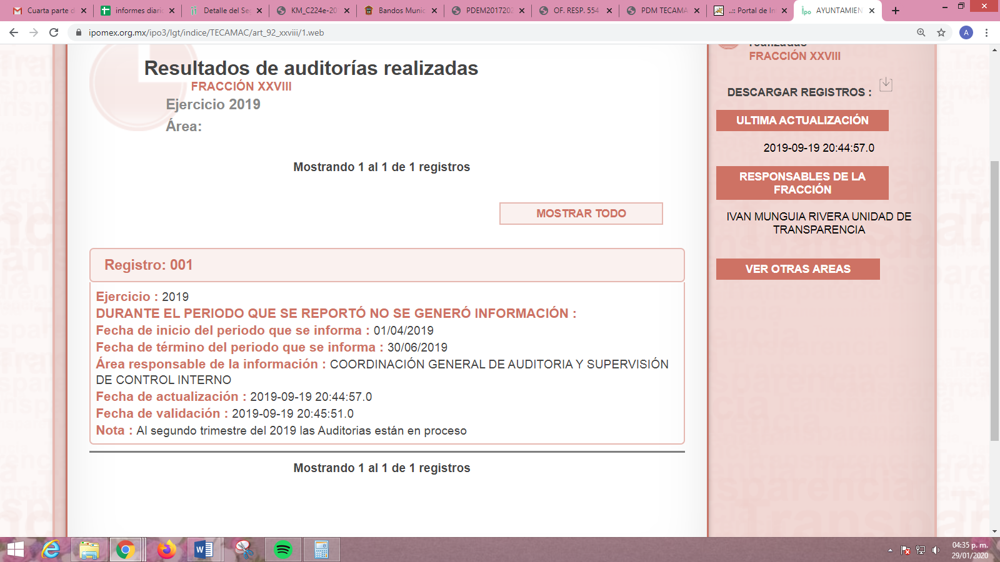 Cuarta parte d
informes diari
Detalle del Se
KM_C224e-20
Bandos Munic
PDEM2017202
OF. RESP. 554
PDM TECAMA
..:: Portal de In
AYUNTAMIEN
ipomex.org.mx/ipo3/lgt/indice/TECAMAC/art_92_xxviii/1.web
A
Resultados de auditorías realizadas
FRACCIÓN XXVIII
Ejercicio 2019
Área:
Mostrando 1 al 1 de 1 registros
MOSTRAR TODO
Registro: 001
Ejercicio : 2019
DURANTE EL PERIODO QUE SE REPORTÓ NO SE GENERÓ INFORMACIÓN :
Fecha de inicio del periodo que se informa : 01/04/2019
Fecha de término del periodo que se informa : 30/06/2019
Área responsable de la información : COORDINACIÓN GENERAL DE AUDITORIA Y SUPERVISIÓN
DE CONTROL INTERNO
Fecha de actualización : 2019-09-19 20:44:57.0
Fecha de validación : 2019-09-19 20:45:51.0
Nota : Al segundo trimestre del 2019 las Auditorias están en proceso
Mostrando 1 al 1 de 1 registros
realizadas
FRACCIÓN XXVIII
DESCARGAR REGISTROS :
ULTIMA ACTUALIZACIÓN
2019-09-19 20:44:57.0
RESPONSABLES DE LA
FRACCIÓN
IVAN MUNGUIA RIVERA UNIDAD DE
TRANSPARENCIA
VER OTRAS AREAS
04:35 p. m.
29/01/2020